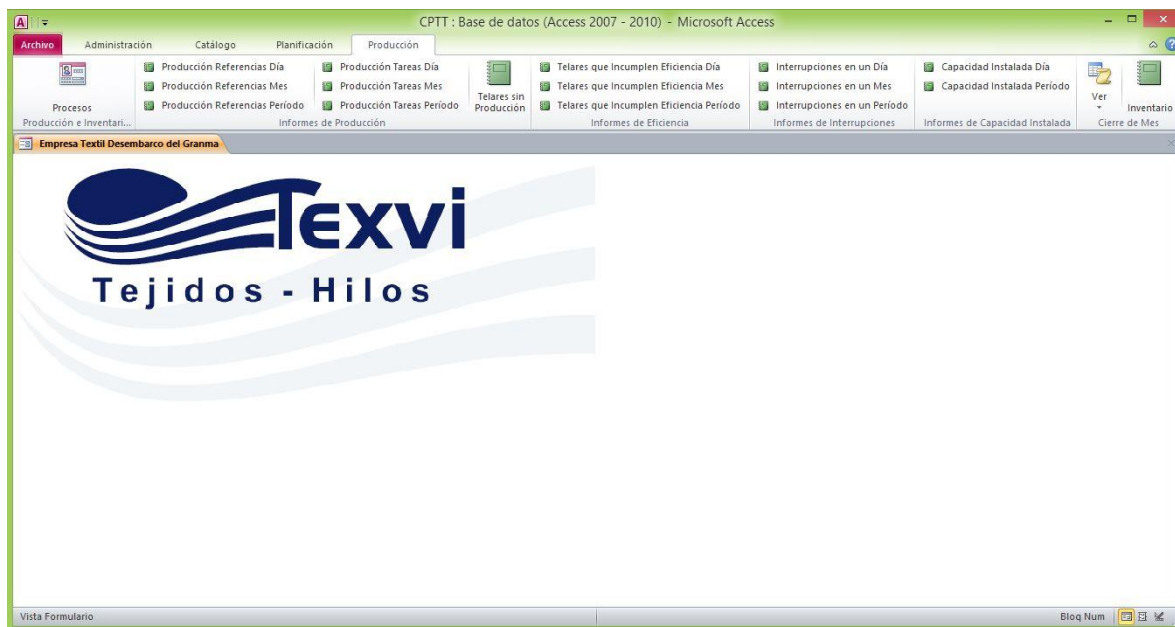 CPTT : Base de datos (Access 2007 - 2010) - Microsoft Access
Archivo Administración Catálogo Planificación Producción
Procesos
Producción e Inventari...
Producción Referencias Día
Producción Referencias Mes
Producción Referencias Período
Producción Tareas Día
Producción Tareas Mes
Producción Tareas Período
Telares sin
Producción
Informes de Producción
Telares que Incumplen Eficiencia Día
Telares que Incumplen Eficiencia Mes
Telares que Incumplen Eficiencia Período
Informes de Eficiencia
Interrupciones en un Día
Interrupciones en un Mes
Interrupciones en un Período
Informes de Interrupciones
Capacidad Instalada Día
Capacidad Instalada Período
Informes de Capacidad Instalada
Ver
Inventario
Cierre de Mes
Empresa Textil Desembarco del Granma
Texvi
Tejidos - Hilos
Vista Formulario
Bloq Num